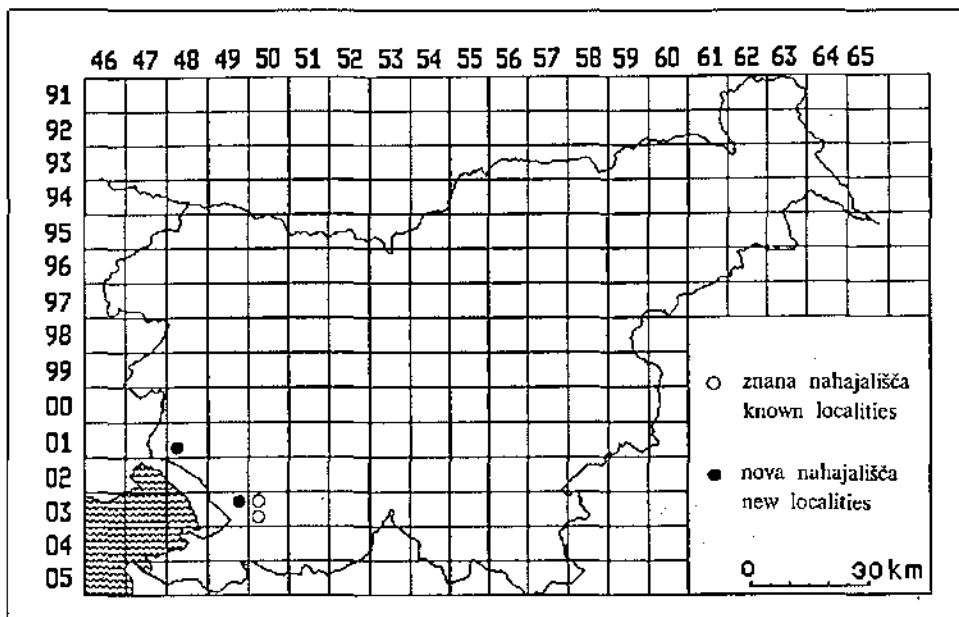 46 47 48 49 50 51 52 53 54 55 56 57 58 59 60 61 62 63 64 65
91
92
93
94
95
96
97
98
99
00
01
02
03
04
05
znana nahajališča
known localities
nova nahajališča
new localities
0 30 km